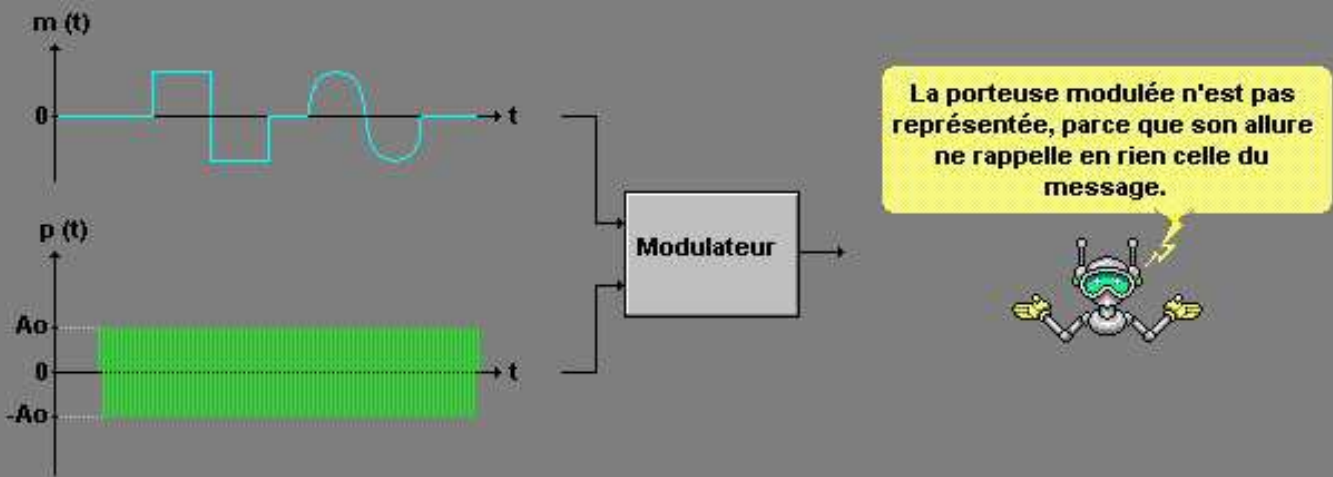 m (t)
0
t
p (t)
Ao
0
t
-Ao
Modulateur
La porteuse modulée n'est pas
représentée, parce que son allure
ne rappelle en rien celle du
message.